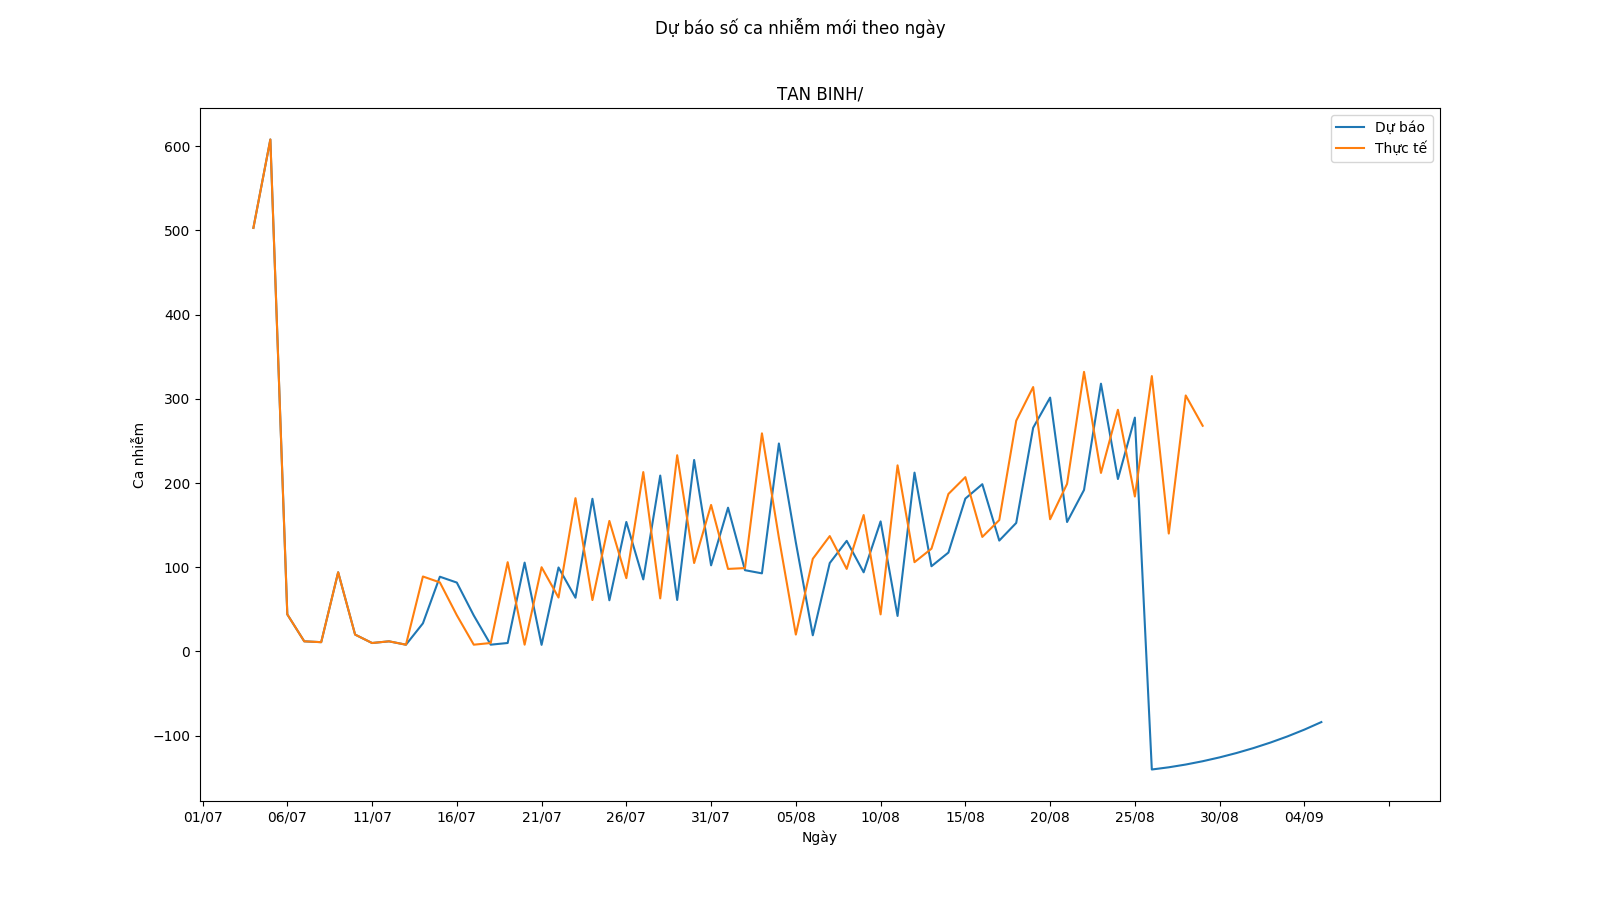 Dự báo số ca nhiễm mới theo ngày
TAN BINH/
Dự báo
Thực tế
600
500
400
300
200
100
0
−100
Ca nhiễm
01/07 06/07 11/07 16/07 21/07 26/07 31/07 05/08 10/08 15/08 20/08 25/08 30/08 04/09
Ngày